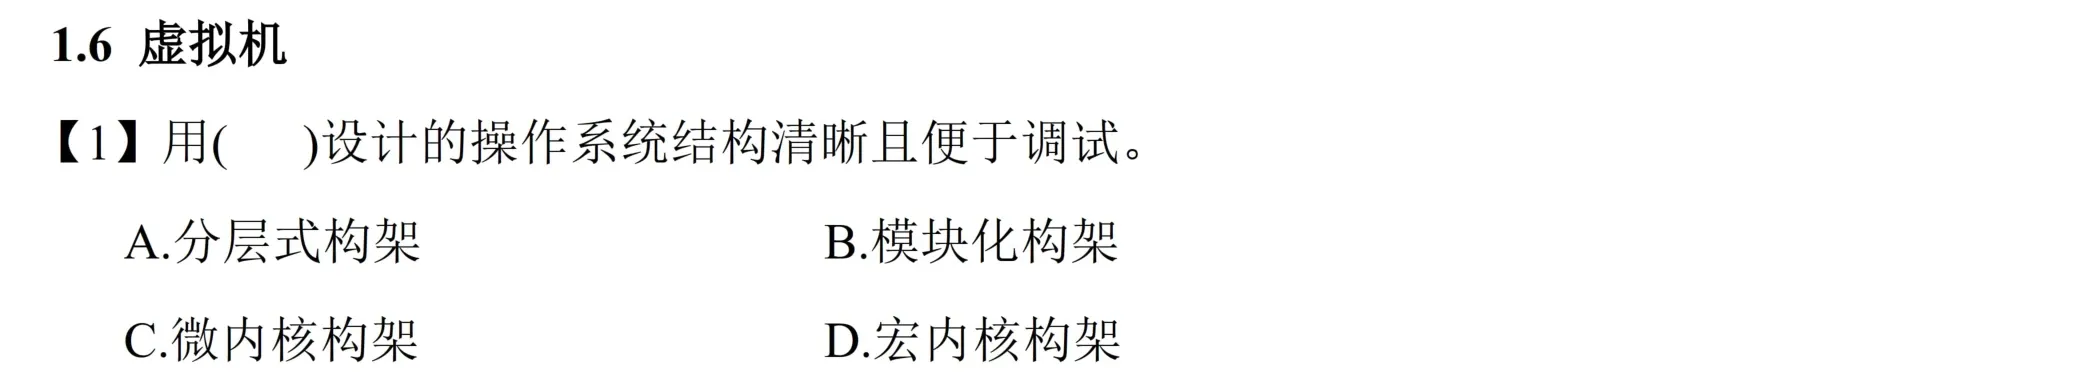 1.6 虚拟机
【1】用( )设计的操作系统结构清晰且便于调试。
A.分层式构架 B.模块化构架
C.微内核构架 D.宏内核构架